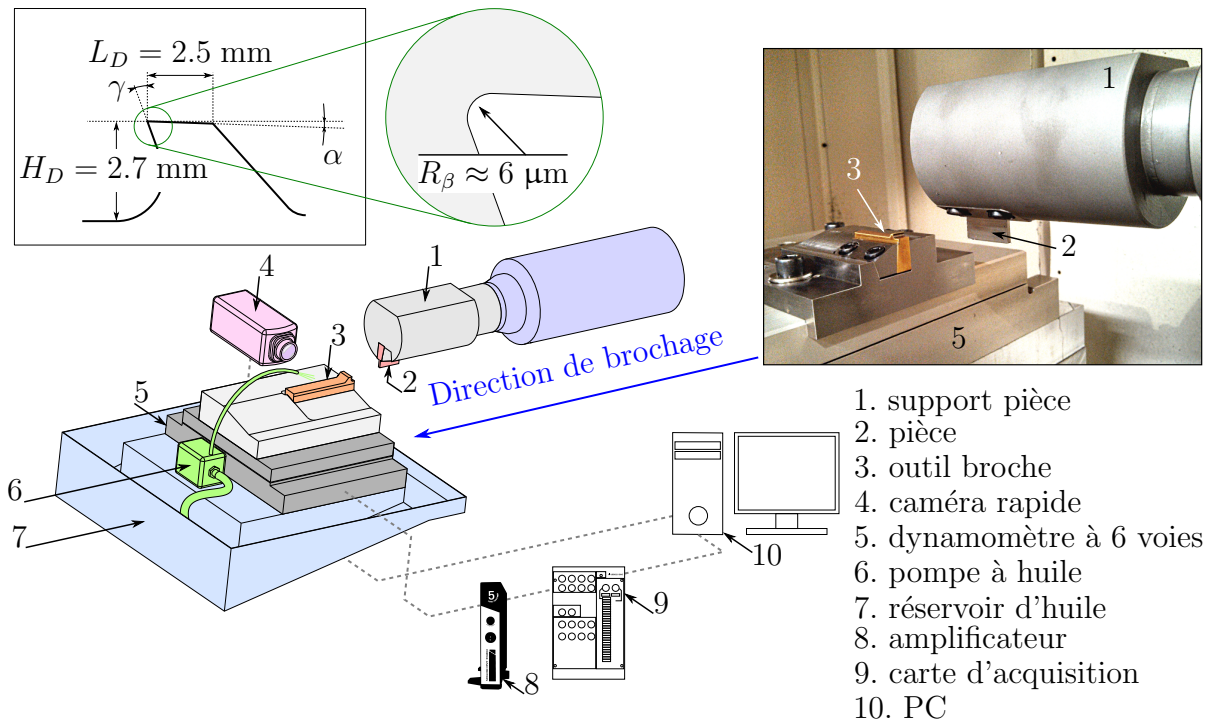 L_D = 2.5 mm
γ
α
H_D = 2.7 mm
R_β ≈ 6 µm
1
3
2
5
4
1
3
2
Direction de brochage
5
6
7
10
9
5
8
1. support pièce
2. pièce
3. outil broche
4. caméra rapide
5. dynamomètre à 6 voies
6. pompe à huile
7. réservoir d'huile
8. amplificateur
9. carte d'acquisition
10. PC